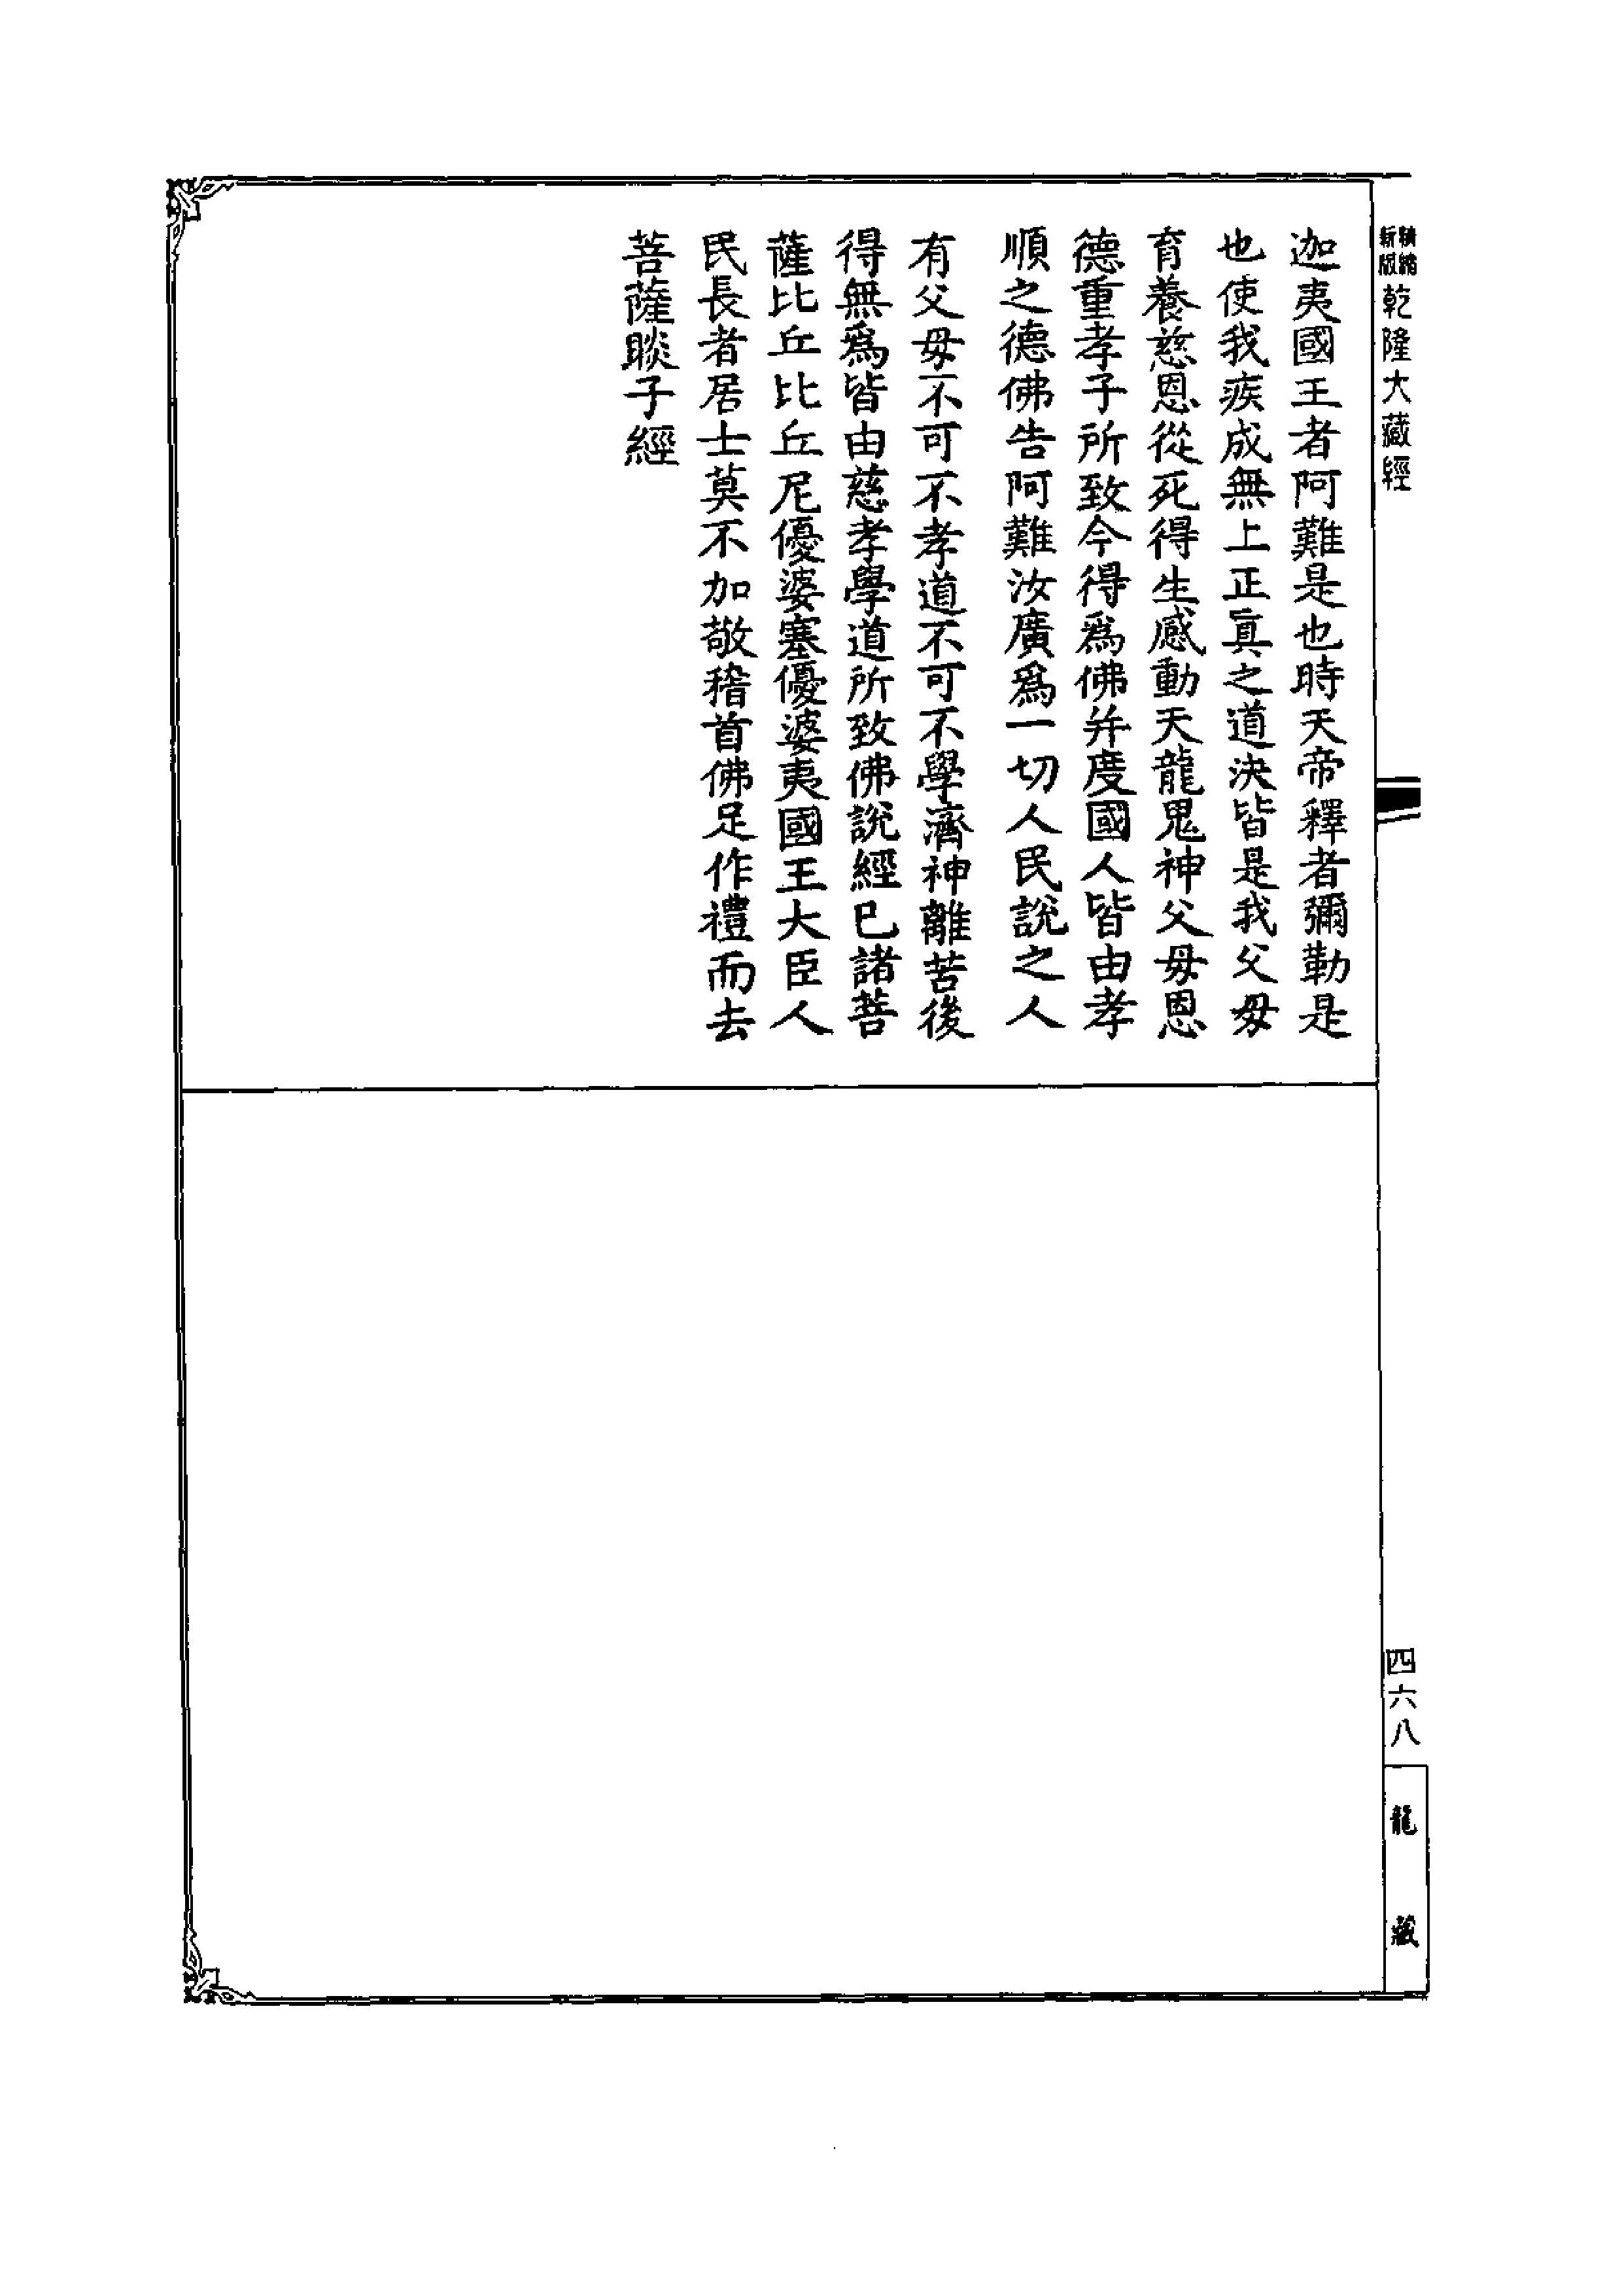 新版精縮乾隆大藏經
迦夷國王者阿難是也時天帝釋者彌勒是
也使我疾成無上正眞之道決皆是我父母
育養慈恩從死得生感動天龍鬼神父母恩
德重孝子所致今得爲佛并度國人皆由孝
順之德佛告阿難汝廣爲一切人民說之人
有父母不可不孝道不可不學濟神離苦後
得無爲皆由慈孝學道所致佛說經已諸菩
薩比丘比丘尼優婆塞優婆夷國王大臣人
民長者居士莫不加敬稽首佛足作禮而去
菩薩睒子經
四六八
龍藏